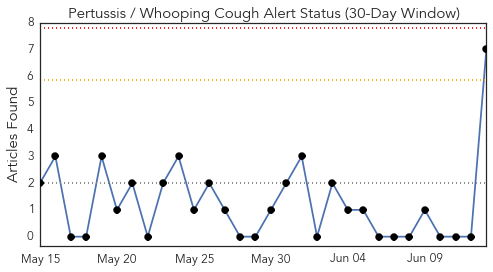 Pertussis / Whooping Cough Alert Status (30-Day Window)
Articles Found
8
7
6
5
4
3
2
1
0
May 15
May 20
May 25
May 30
Jun 04
Jun 09